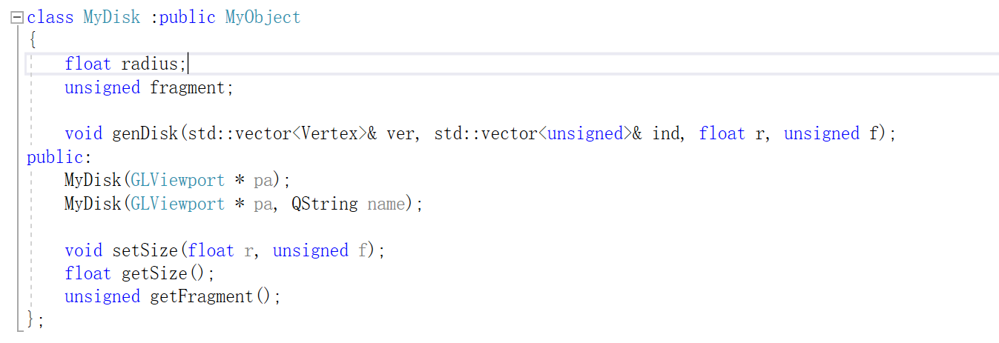 class MyDisk :public MyObject
{
    float radius;
    unsigned fragment;

    void genDisk(std::vector<Vertex>& ver, std::vector<unsigned>& ind, float r, unsigned f);
public:
    MyDisk(GLViewport * pa);
    MyDisk(GLViewport * pa, QString name);

    void setSize(float r, unsigned f);
    float getSize();
    unsigned getFragment();
};